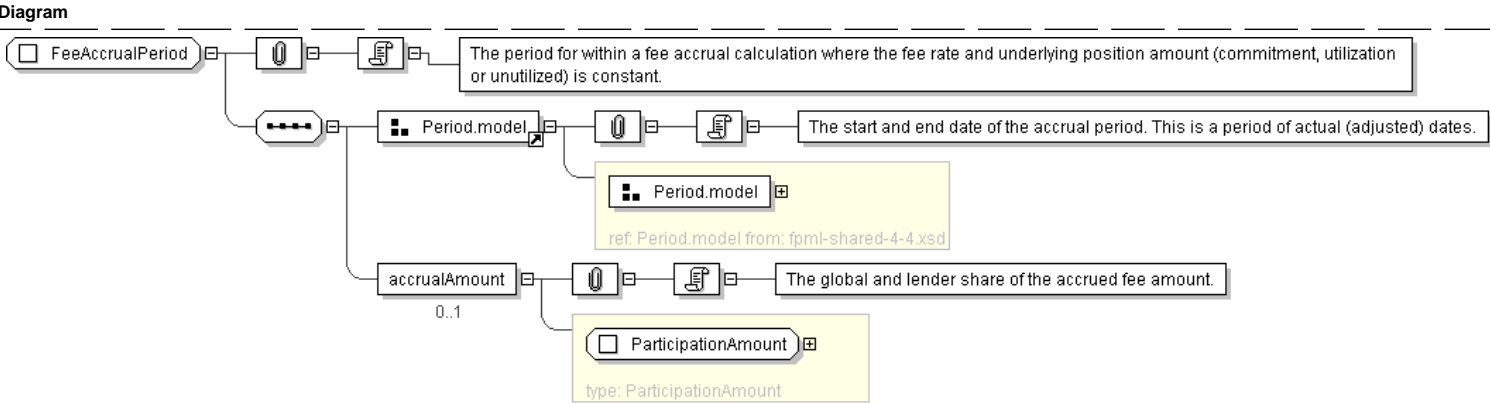 Diagram
FeeAccrualPeriod
The period for within a fee accrual calculation where the fee rate and underlying position amount (commitment, utilization
or unutilized) is constant.
Period.model
The start and end date of the accrual period. This is a period of actual (adjusted) dates.
Period.model
ref: Period.model from: fpml-shared-4-4.xsd
accrualAmount
The global and lender share of the accrued fee amount.
0..1
ParticipationAmount
type: ParticipationAmount